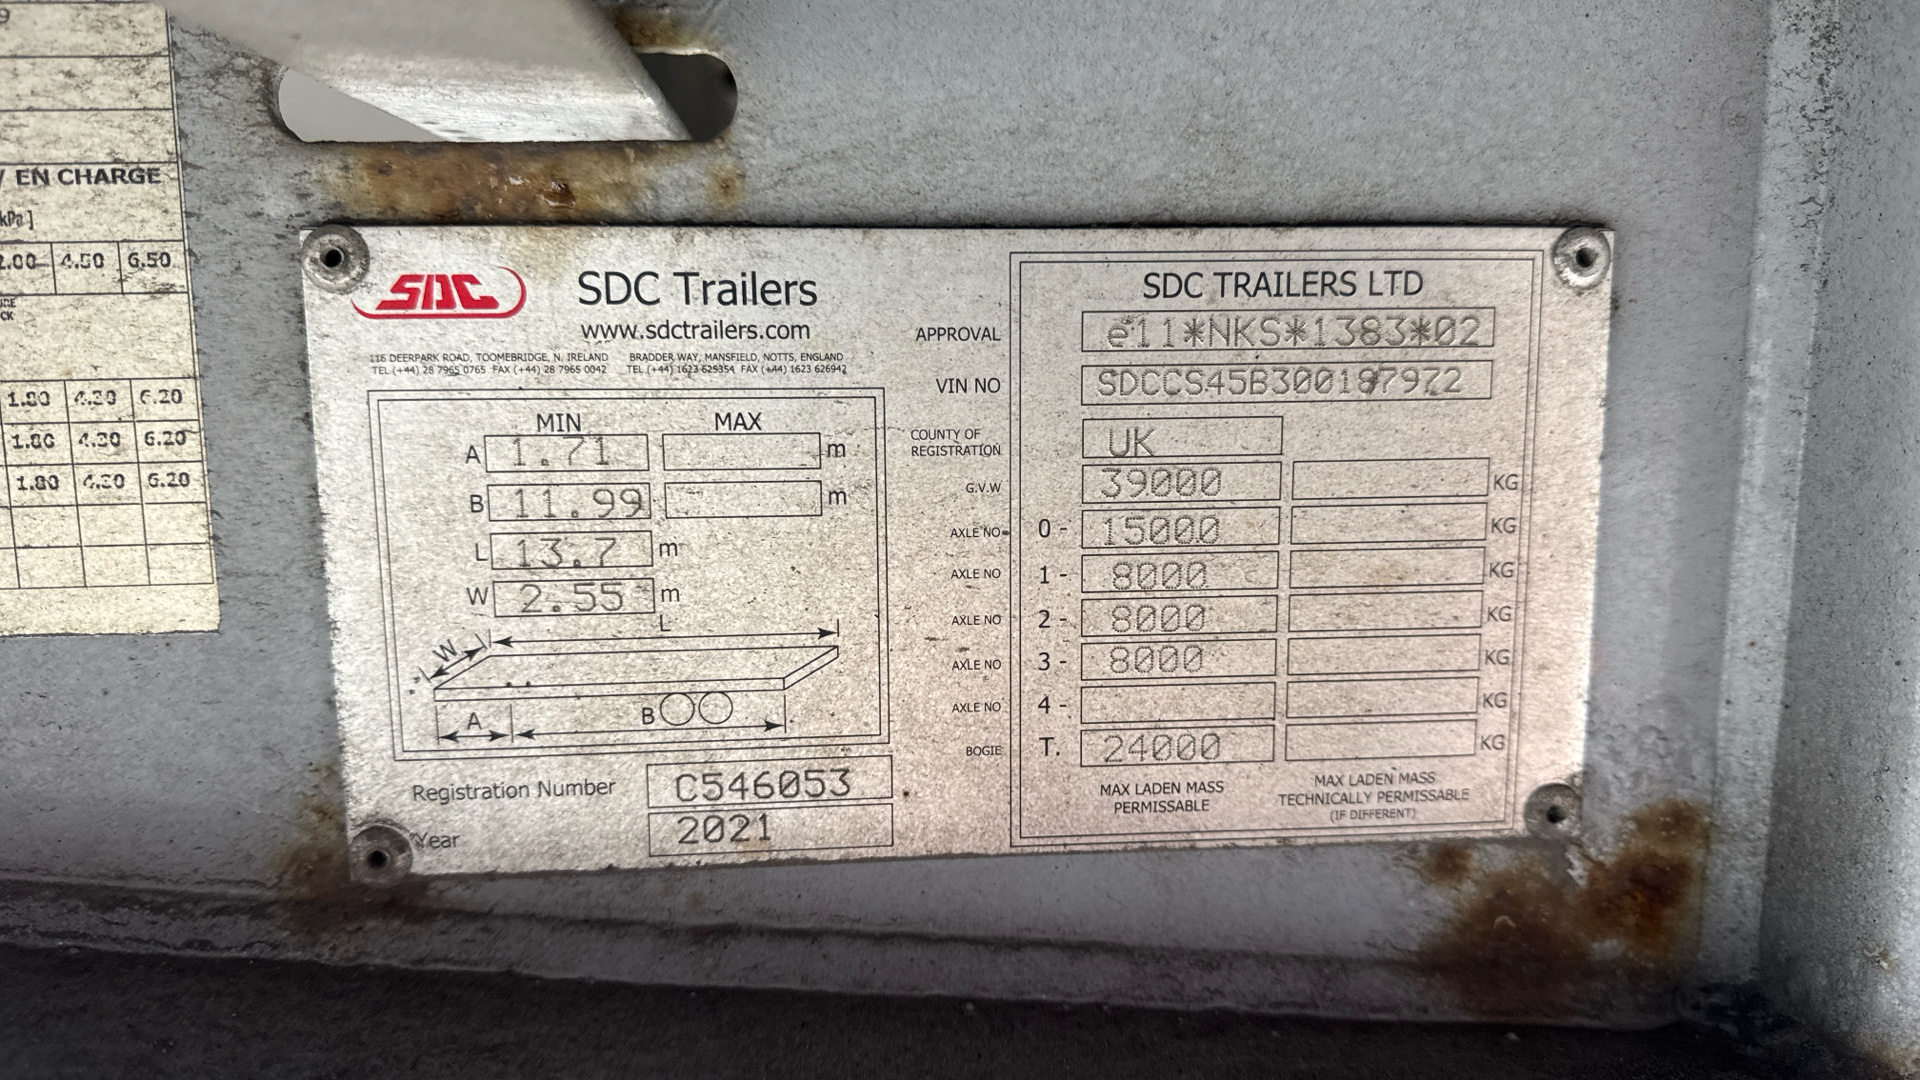 9
/ EN CHARGE
kPa ]
2.00 4.50 6.50
1.80 4.30 6.20
1.80 4.30 6.20
1.80 4.30 6.20
SDC
SDC Trailers
www.sdctrailers.com
116 DEERPARK ROAD, TOOMEBRIDGE, N. IRELAND BRADDER WAY, MANSFIELD, NOTTS, ENGLAND
TEL (+44) 28 7965 0765 FAX (+44) 28 7965 0042 TEL (+44) 1623 625354 FAX (+44) 1623 626942
MIN MAX
A 1.71 m
B 11.99 m
L 13.7 m
W 2.55 m
L
W
A
B
Registration Number C546053
Year 2021
SDC TRAILERS LTD
APPROVAL e11*NKS*1383*02
VIN NO
COUNTY OF
REGISTRATION UK
G.V.W 39000 KG
AXLE NO 0 - 15000 KG
AXLE NO 1 - 8000 KG
AXLE NO 2 - 8000 KG
AXLE NO 3 - 8000 KG
AXLE NO 4 - KG
BOGIE T. 24000 KG
MAX LADEN MASS
PERMISSABLE
MAX LADEN MASS
TECHNICALLY PERMISSABLE
(IF DIFFERENT)